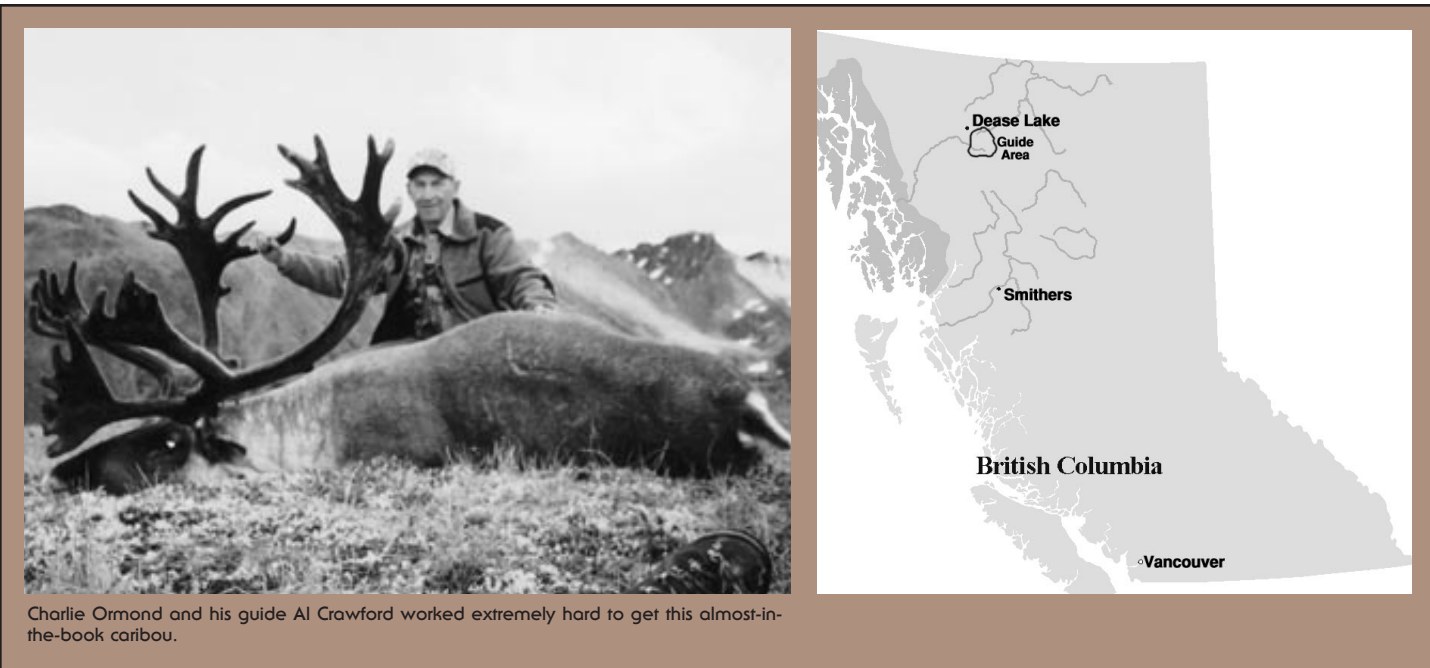 Dease Lake
Guide
Area
Smithers
British Columbia
Vancouver
Charlie Ormond and his guide Al Crawford worked extremely hard to get this almost-in-
the-book caribou.